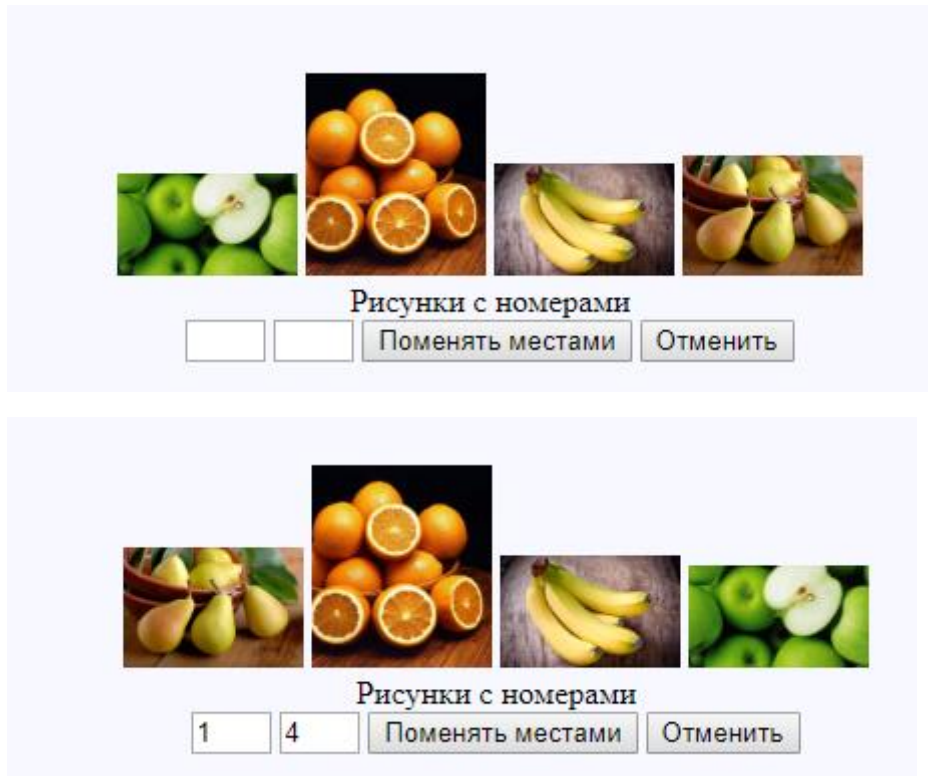 Рисунки с номерами
Поменять местами Отменить
Рисунки с номерами
1 4 Поменять местами Отменить